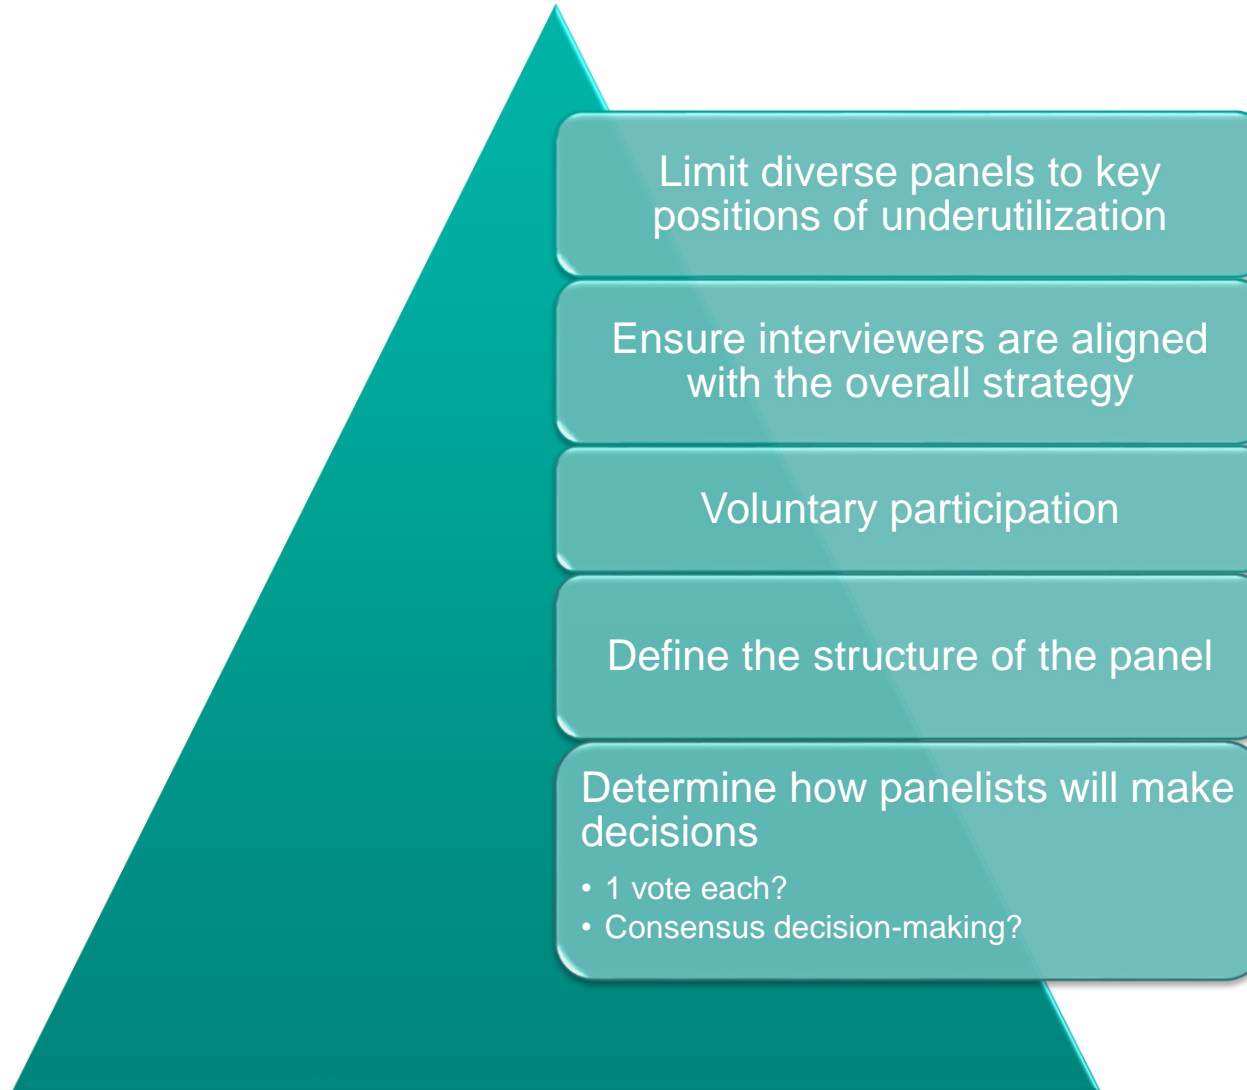 Limit diverse panels to key
positions of underutilization
Ensure interviewers are aligned
with the overall strategy
Voluntary participation
Define the structure of the panel
Determine how panelists will make
decisions
• 1 vote each?
• Consensus decision-making?